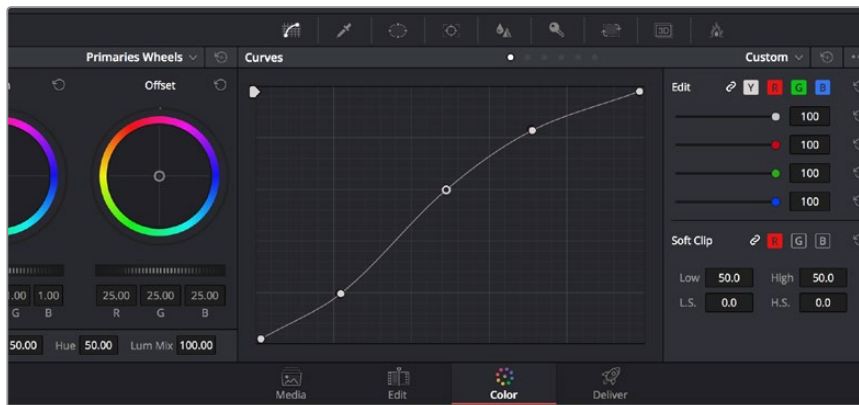 3D
Primaries Wheels
Curves
Custom
Offset
Edit Y R G B
100
100
100
100
Soft Clip R G B
Low 50.0 High 50.0
L.S. 0.0 H.S. 0.0
1.00 25.00 25.00 25.00
G B R G B
50.00 Hue 50.00 Lum Mix 100.00
Media Edit Color Deliver